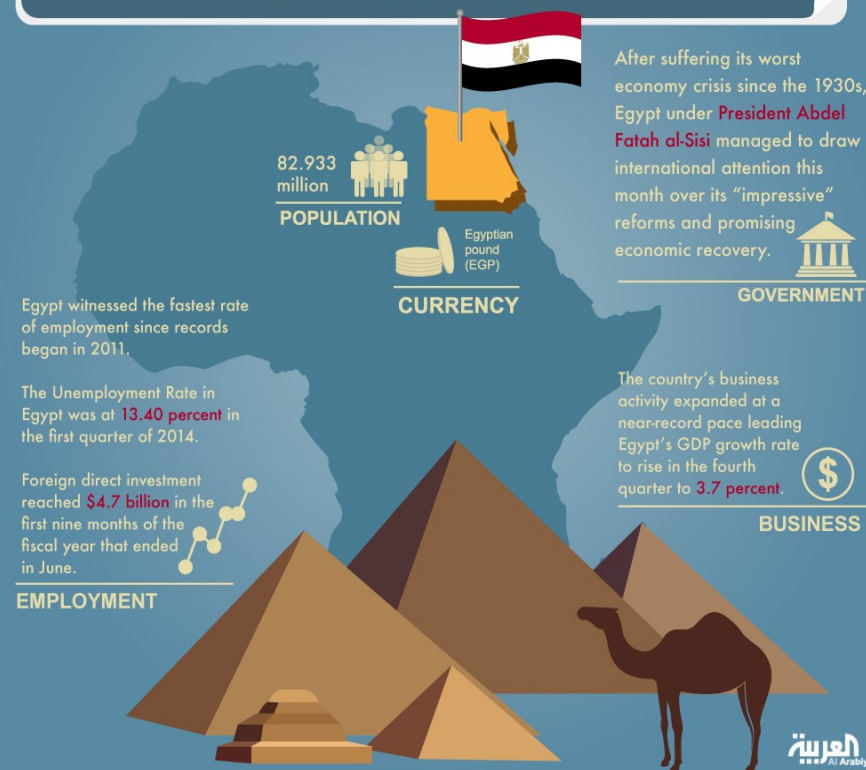 82.933
million
POPULATION
Egyptian
pound
(EGP)
CURRENCY
After suffering its worst
economy crisis since the 1930s,
Egypt under President Abdel
Fatah al-Sisi managed to draw
international attention this
month over its “impressive”
reforms and promising
economic recovery.
GOVERNMENT
Egypt witnessed the fastest rate
of employment since records
began in 2011.
The Unemployment Rate in
Egypt was at 13.40 percent in
the first quarter of 2014.
Foreign direct investment
reached $4.7 billion in the
first nine months of the
fiscal year that ended
in June.
EMPLOYMENT
The country’s business
activity expanded at a
near-record pace leading
Egypt’s GDP growth rate
to rise in the fourth
quarter to 3.7 percent.
$
BUSINESS
العربية
Al Arabiy